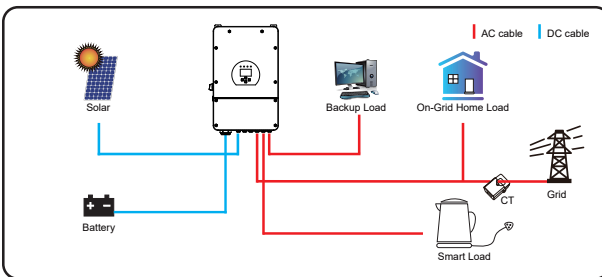 AC cable
DC cable
Solar
Backup Load
On-Grid Home Load
CT
Grid
Battery
Smart Load